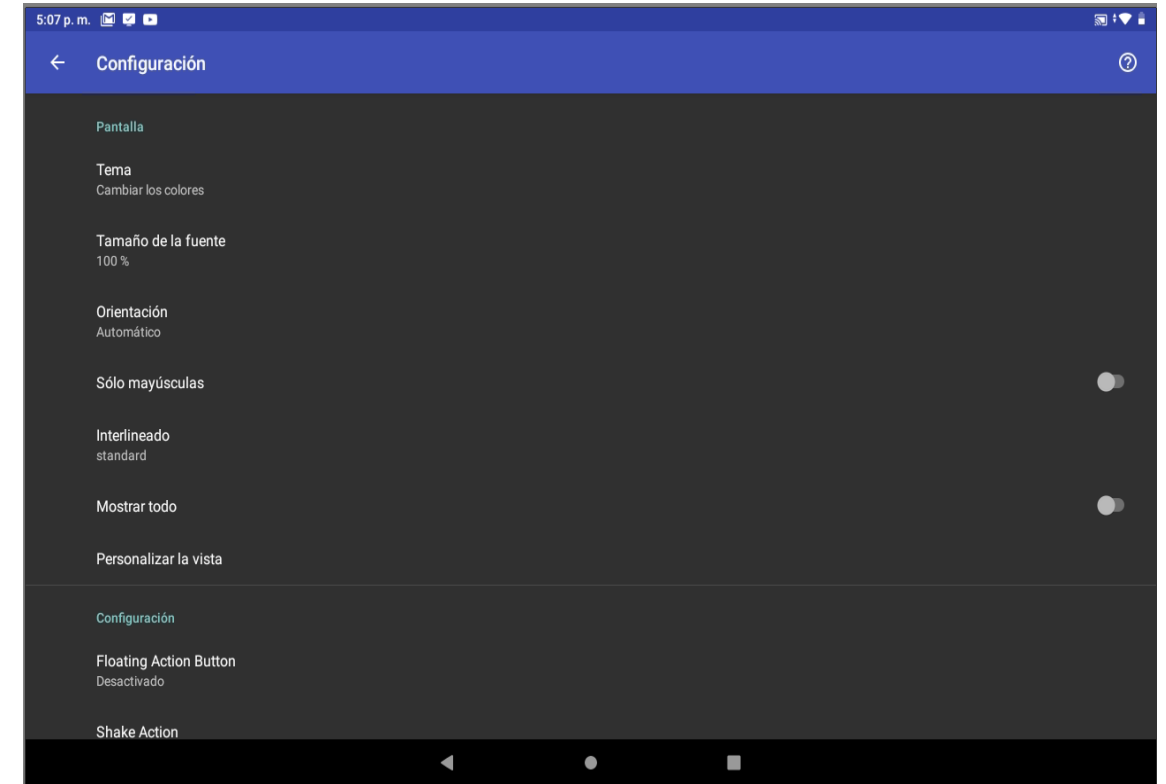 5:07 p. m.
Configuración
Pantalla
Tema
Cambiar los colores
Tamaño de la fuente
100 %
Orientación
Automático
Sólo mayúsculas
Interlineado
standard
Mostrar todo
Personalizar la vista
Configuración
Floating Action Button
Desactivado
Shake Action